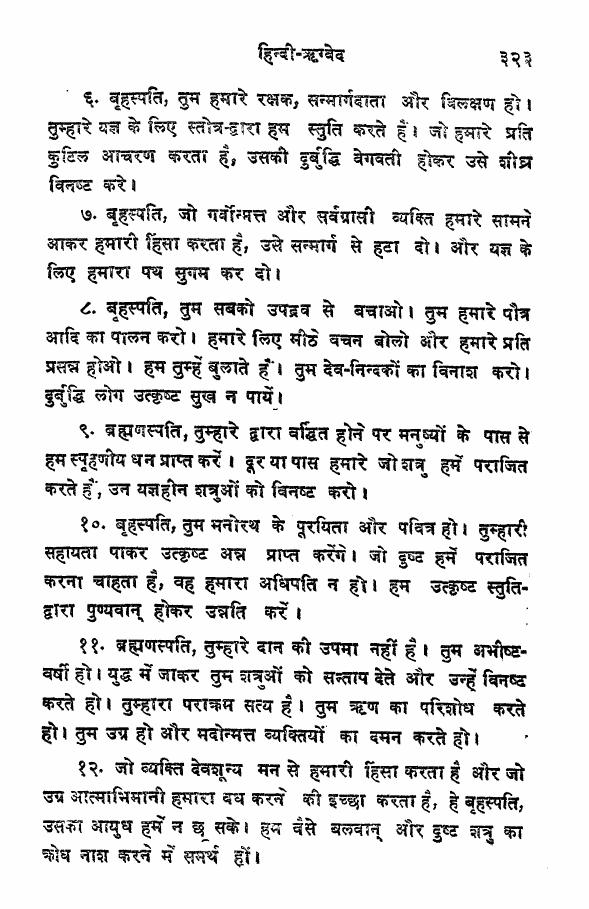 हिन्दी-ऋग्वेद ३२३
६. बृहस्पति, तुम हमारे रक्षक, सन्मार्गदाता और विलक्षण हो।
तुम्हारे यज्ञ के लिए स्तोत्र-द्वारा हम स्तुति करते हैं। जो हमारे प्रति
कुटिल आचरण करता है, उसकी दुर्बुद्धि वेगवती होकर उसे शीघ्र
विनष्ट करे।
७. बृहस्पति, जो गर्वोन्मत्त और सर्वग्रासी व्यक्ति हमारे सामने
आकर हमारी हिंसा करता है, उसे सन्मार्ग से हटा दो। और यज्ञ के
लिए हमारा पथ सुगम कर दो।
८. बृहस्पति, तुम सबको उपद्रव से बचाओ। तुम हमारे पौत्र
आदि का पालन करो। हमारे लिए मीठे वचन बोलो और हमारे प्रति
प्रसन्न होओ। हम तुम्हें बुलाते हैं। तुम देव-निन्दकों का विनाश करो।
दुर्बुद्धि लोग उत्कृष्ट सुख न पायें।
९. ब्रह्मणस्पति, तुम्हारे द्वारा वर्द्धित होने पर मनुष्यों के पास से
हम स्पृहणीय धन प्राप्त करें। दूर या पास हमारे जो शत्रु हमें पराजित
करते हैं, उन यज्ञहीन शत्रुओं को विनष्ट करो।
१०. बृहस्पति, तुम मनोरथ के पूरयिता और पवित्र हो। तुम्हारी
सहायता पाकर उत्कृष्ट अन्न प्राप्त करेंगे। जो दुष्ट हमें पराजित
करना चाहता है, वह हमारा अधिपति न हो। हम उत्कृष्ट स्तुति-
द्वारा पुण्यवान् होकर उन्नति करें।
११. ब्रह्मणस्पति, तुम्हारे दान की उपमा नहीं है। तुम अभीष्ट-
वर्षी हो। युद्ध में जाकर तुम शत्रुओं को सन्ताप देते और उन्हें विनष्ट
करते हो। तुम्हारा पराक्रम सत्य है। तुम ऋण का परिशोध करते
हो। तुम उग्र हो और मदोन्मत्त व्यक्तियों का दमन करते हो।
१२. जो व्यक्ति देवशून्य मन से हमारी हिंसा करता है और जो
उग्र आत्माभिमानी हमारा वध करने की इच्छा करता है, हे बृहस्पति,
उसका आयुध हमें न छू सके। हम वैसे बलवान् और दुष्ट शत्रु का
क्रोध नाश करने में समर्थ हों।